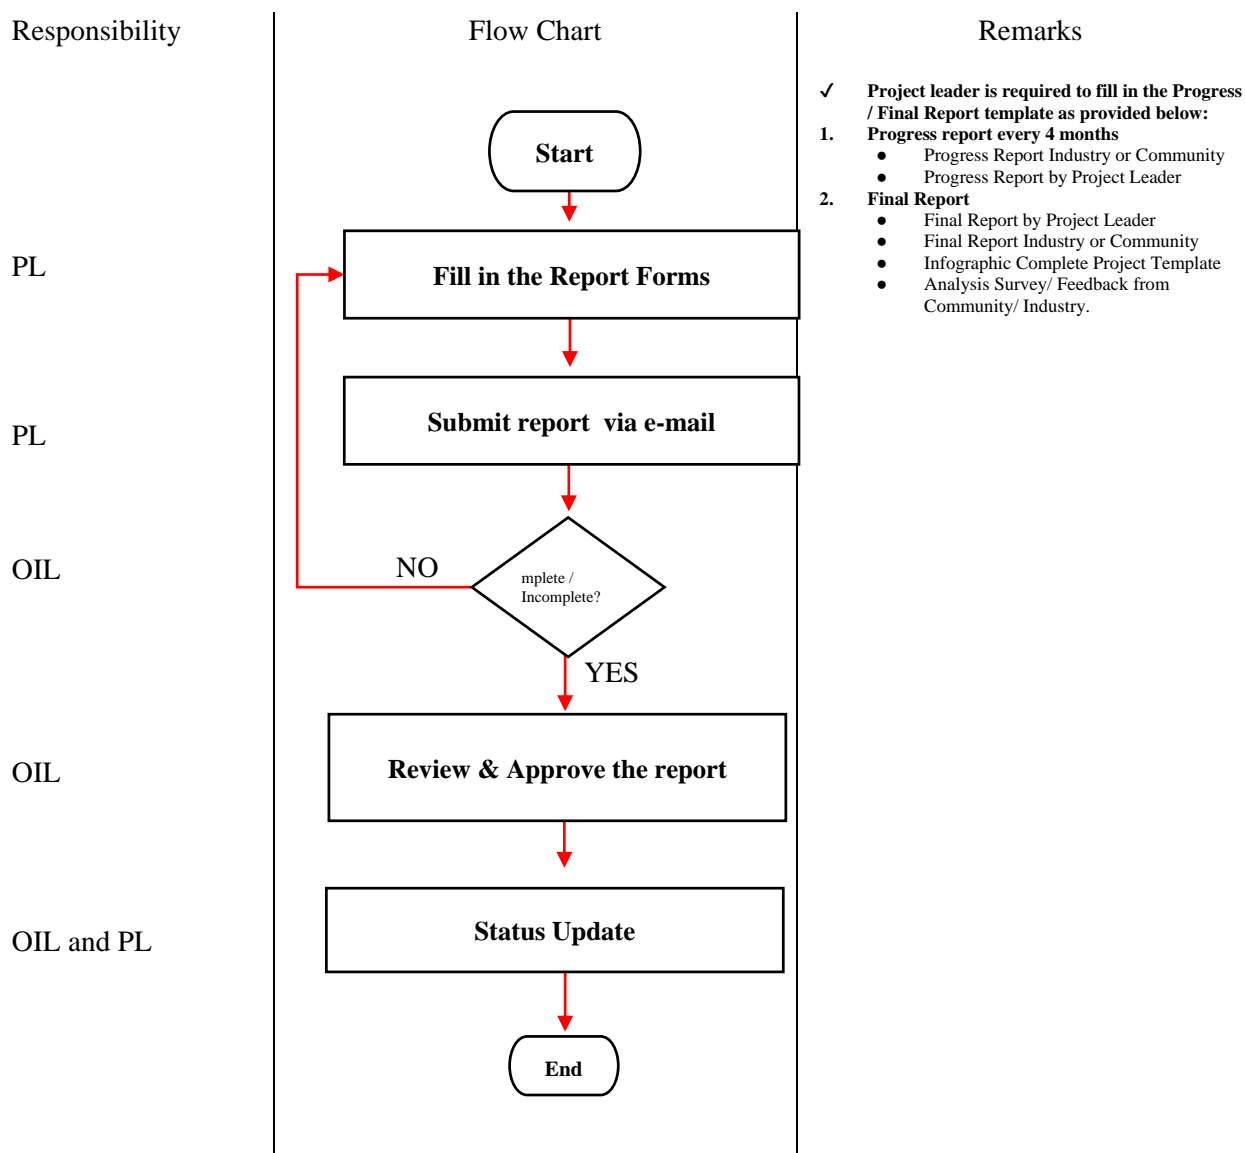 Responsibility
Flow Chart
Remarks
✓ Project leader is required to fill in the Progress
/ Final Report template as provided below:
1. Progress report every 4 months
● Progress Report Industry or Community
● Progress Report by Project Leader
2. Final Report
● Final Report by Project Leader
● Final Report Industry or Community
● Infographic Complete Project Template
● Analysis Survey/ Feedback from
Community/ Industry.
Start
PL
Fill in the Report Forms
PL
Submit report via e-mail
OIL
NO
mplete /
Incomplete?
YES
OIL
Review & Approve the report
OIL and PL
Status Update
End